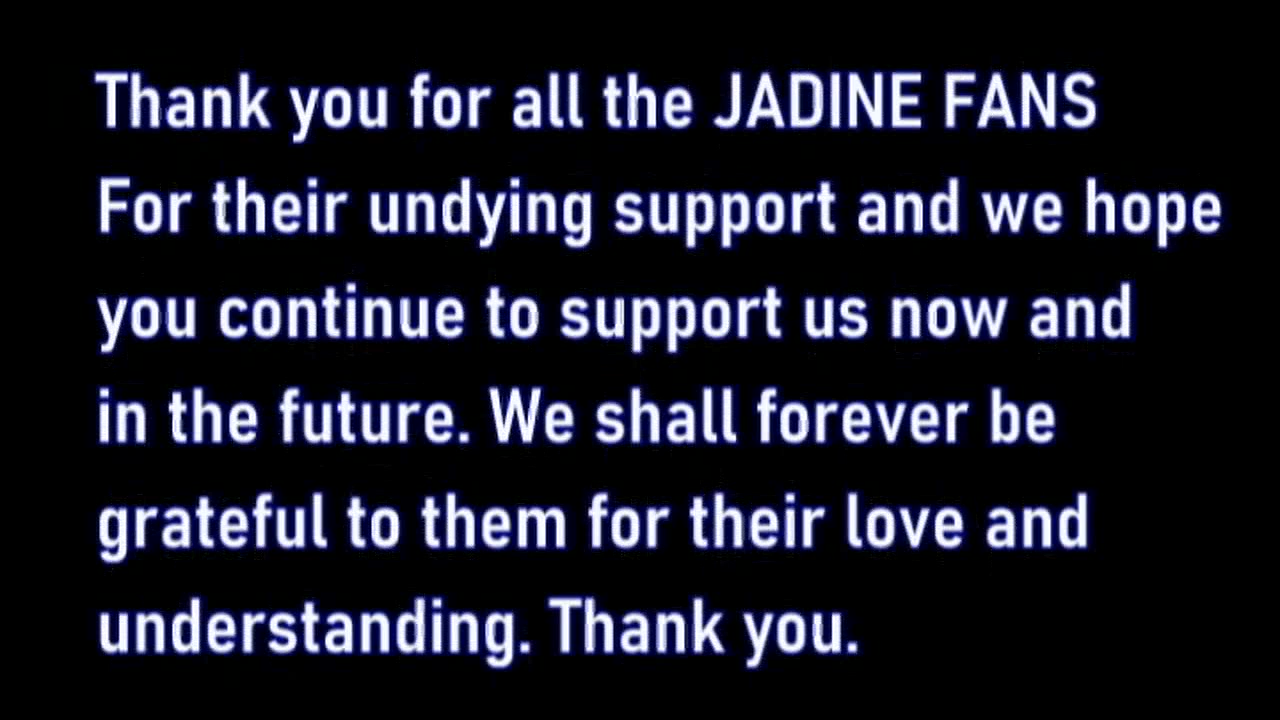 Thank you for all the JADINE FANS
For their undying support and we hope
you continue to support us now and
in the future. We shall forever be
grateful to them for their love and
understanding. Thank you.